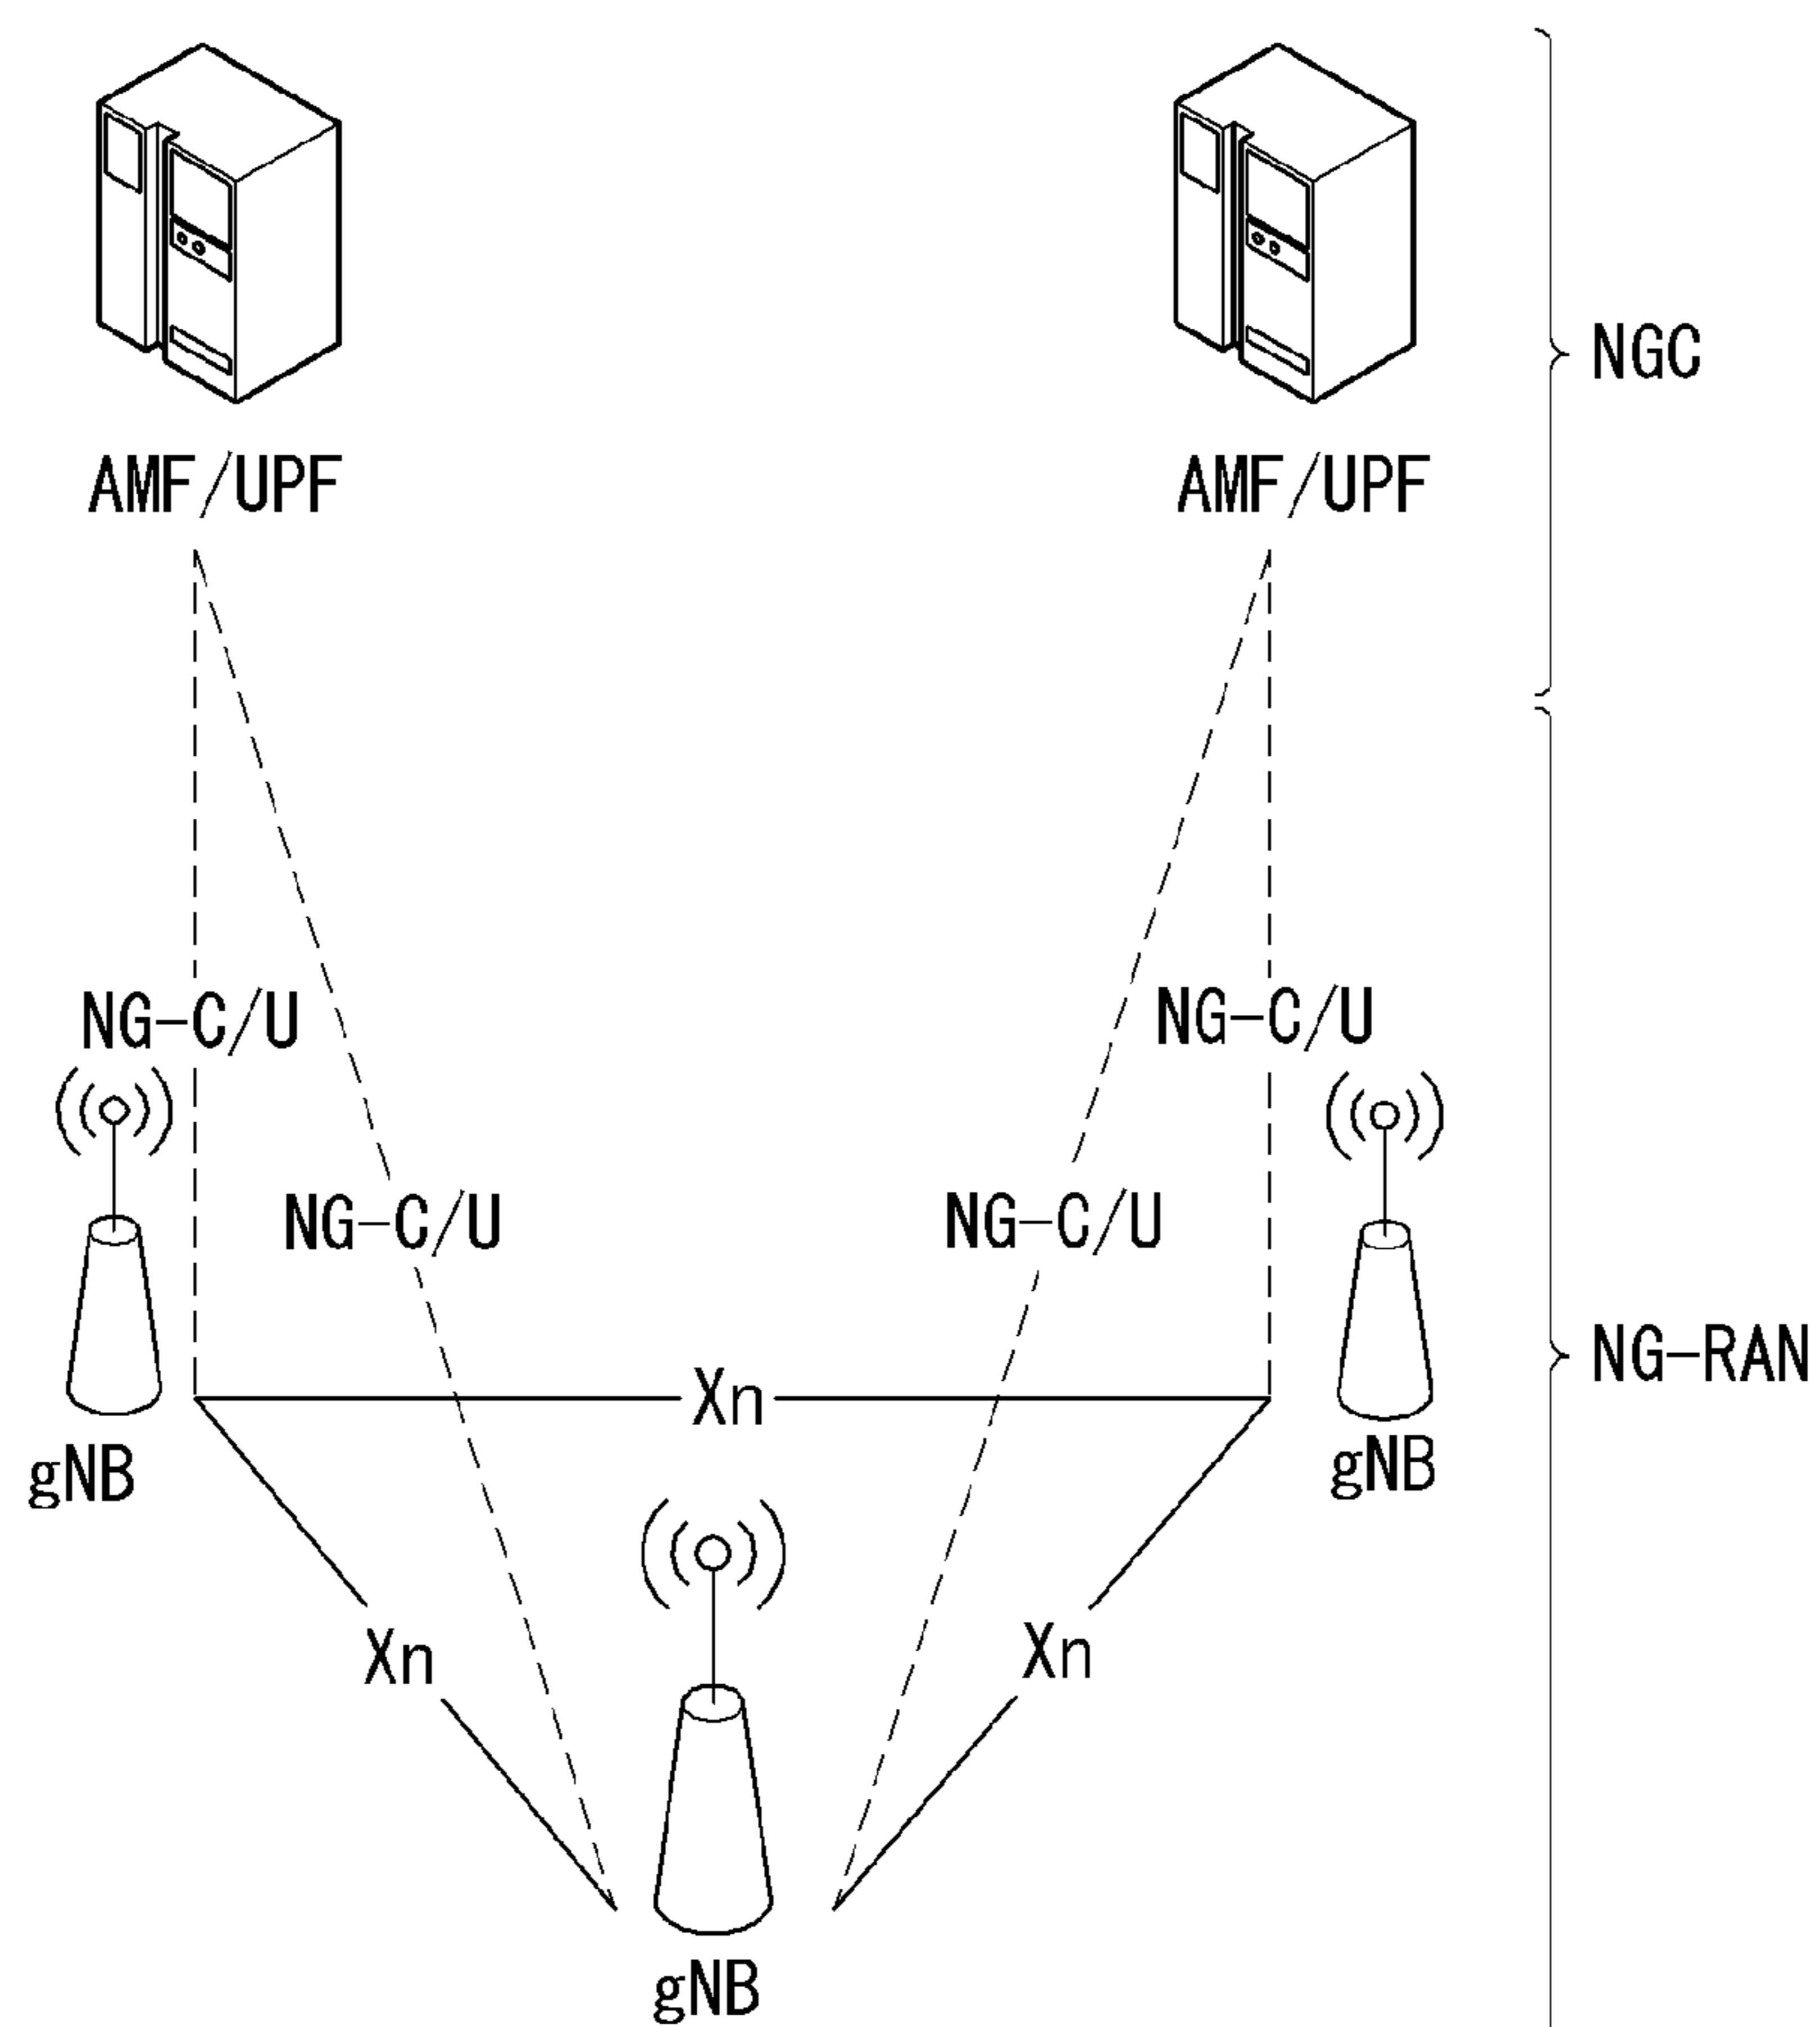 NGC
AMF/UPF
AMF/UPF
NG-C/U
NG-C/U
NG-C/U
NG-C/U
NG-RAN
Xn
gNB
gNB
Xn
Xn
gNB